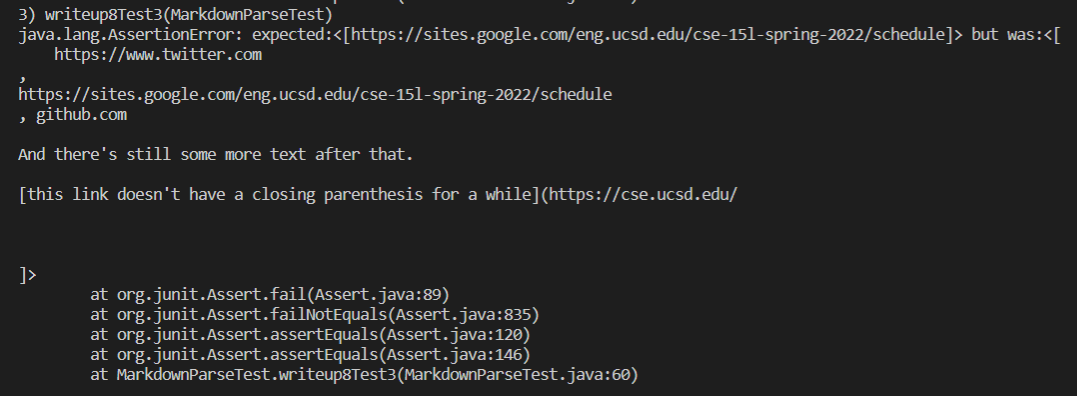 3) writeup8Test3(MarkdownParseTest)
java.lang.AssertionError: expected:<[https://sites.google.com/eng.ucsd.edu/cse-15l-spring-2022/schedule]> but was:<[
    https://www.twitter.com
,
https://sites.google.com/eng.ucsd.edu/cse-15l-spring-2022/schedule
, github.com

And there's still some more text after that.

[this link doesn't have a closing parenthesis for a while](https://cse.ucsd.edu/



]>
        at org.junit.Assert.fail(Assert.java:89)
        at org.junit.Assert.failNotEquals(Assert.java:835)
        at org.junit.Assert.assertEquals(Assert.java:120)
        at org.junit.Assert.assertEquals(Assert.java:146)
        at MarkdownParseTest.writeup8Test3(MarkdownParseTest.java:60)